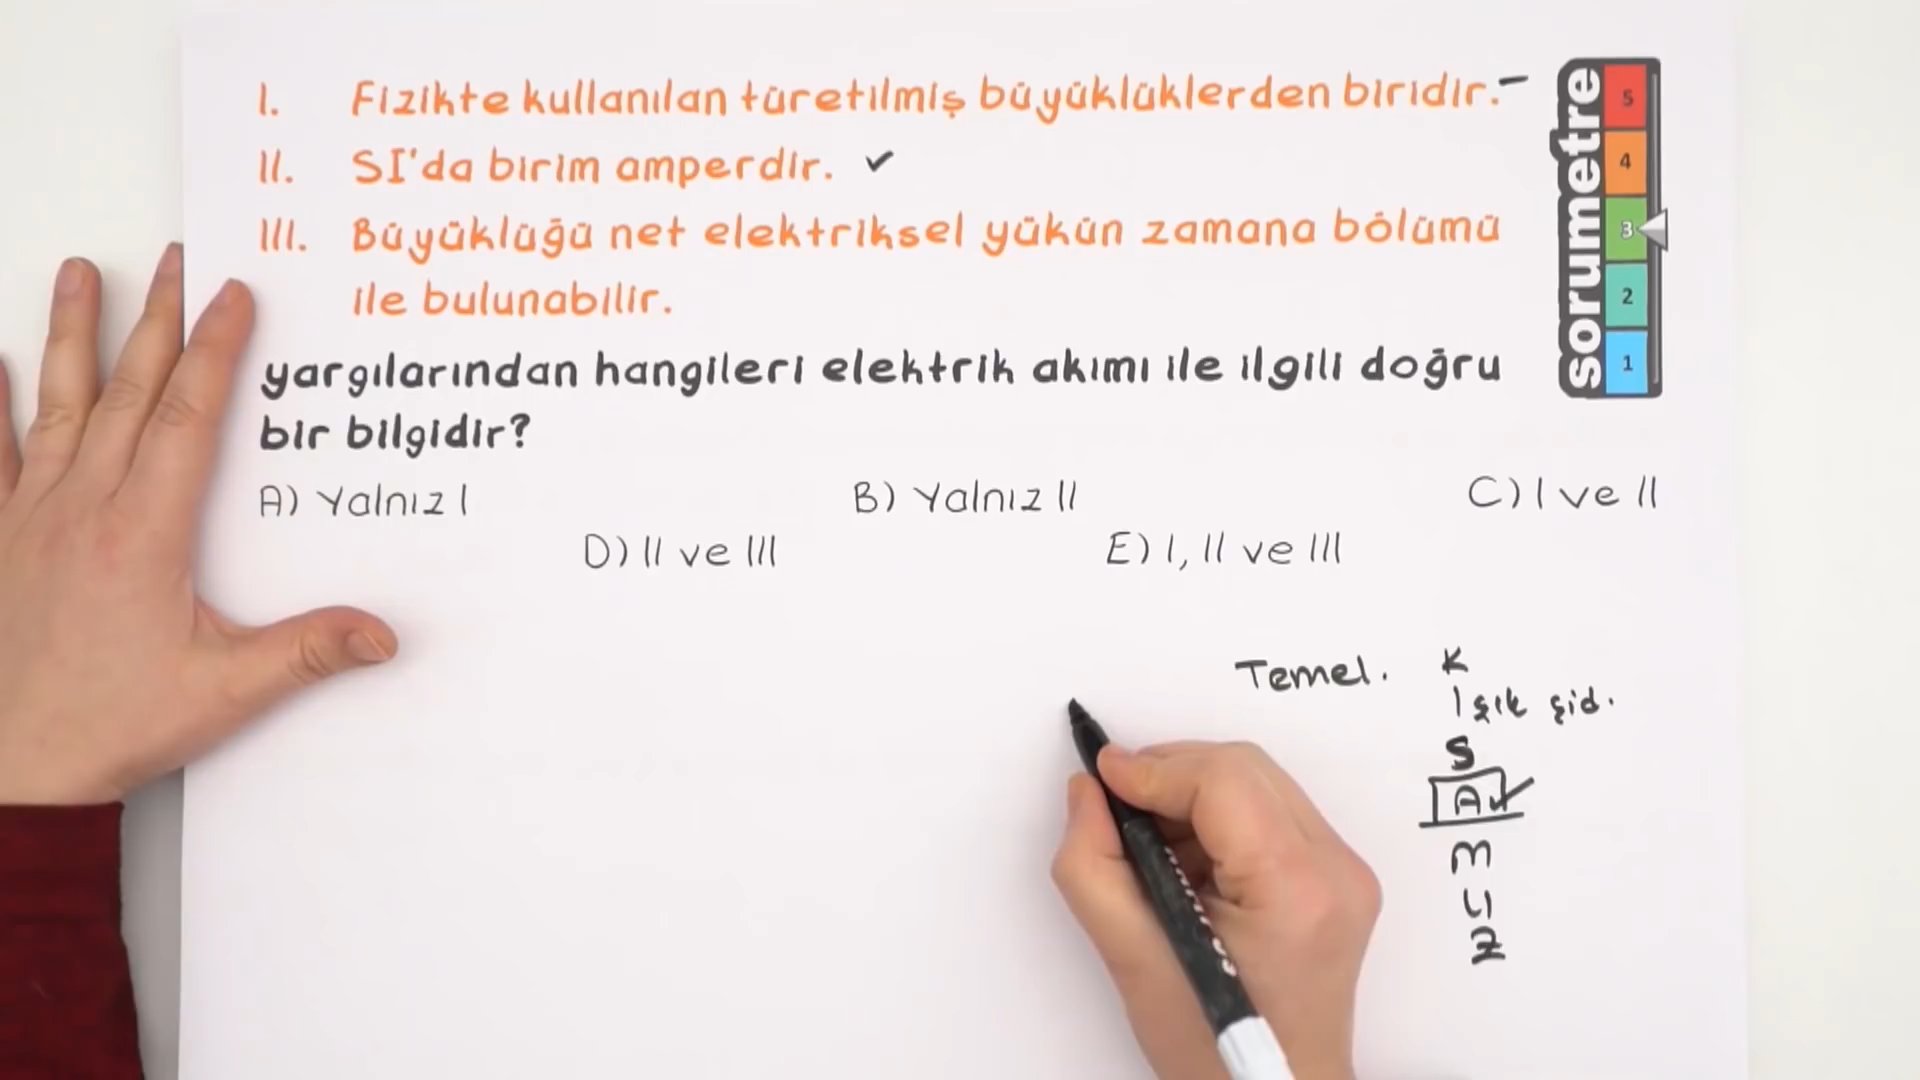 I. Fizikte kullanılan türetilmiş büyüklüklerden biridir. -
II. SI'da birim amperdir. ✓
III. Büyüklüğü net elektriksel yükün zamana bölümü
ile bulunabilir.
yargılarından hangileri elektrik akımı ile ilgili doğru
bir bilgidir?
A) Yalnız I B) Yalnız II C) I ve II
D) II ve III E) I, II ve III
sorumetre
5
4
3
2
1
Temel. K
Işık şid.
S
A ✓
M
U
Z